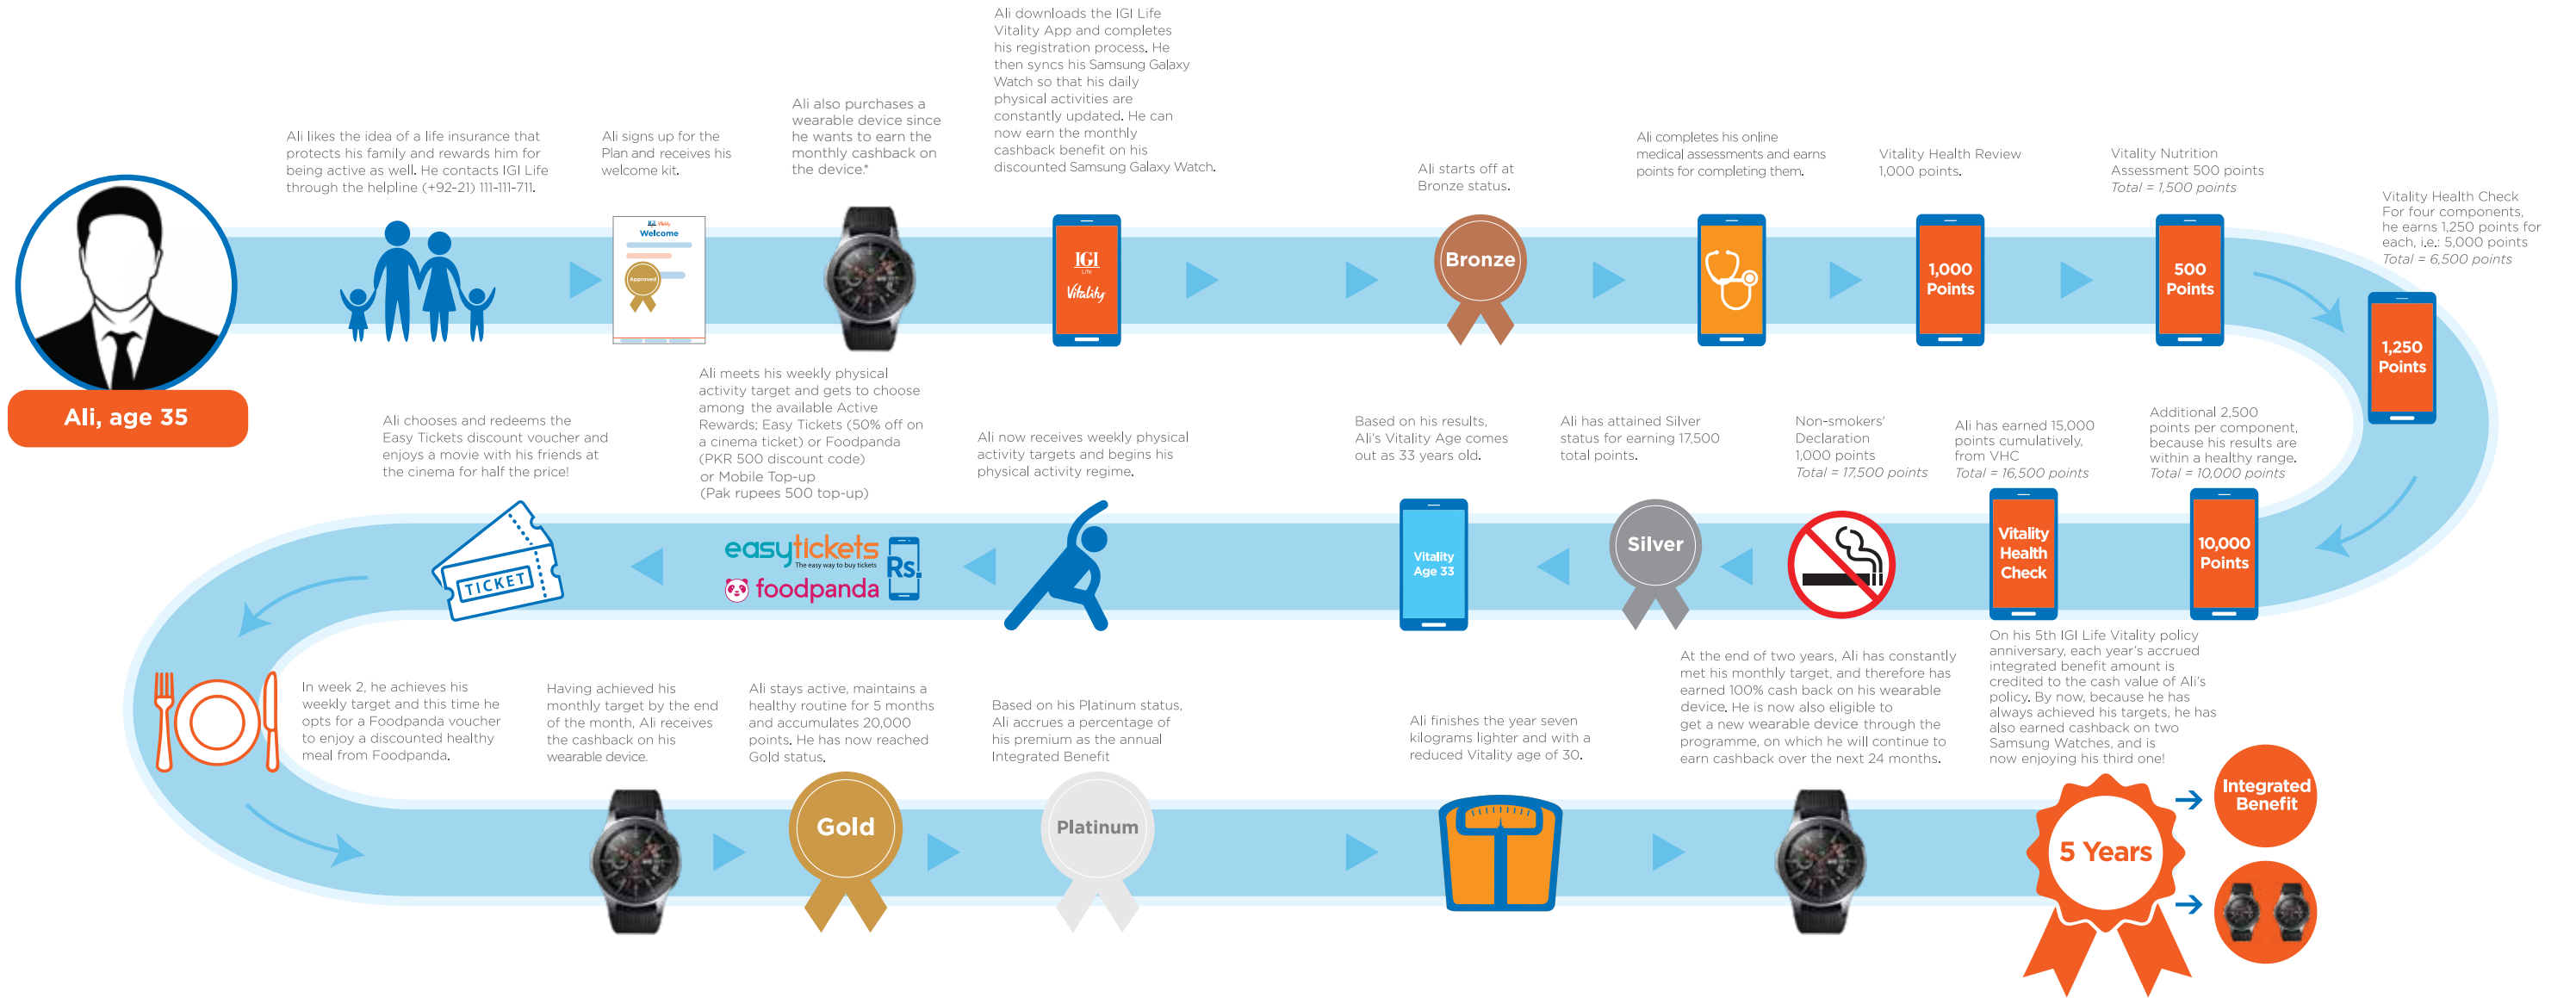 Ali, age 35
Ali likes the idea of a life insurance that
protects his family and rewards him for
being active as well. He contacts IGI Life
through the helpline (+92-21) 111-111-711.
Ali signs up for the
Plan and receives his
welcome kit.
IGI Vitality
Welcome
Approved
Ali also purchases a
wearable device since
he wants to earn the
monthly cashback on
the device.*
Ali downloads the IGI Life
Vitality App and completes
his registration process. He
then syncs his Samsung Galaxy
Watch so that his daily
physical activities are
constantly updated. He can
now earn the monthly
cashback benefit on his
discounted Samsung Galaxy Watch.
IGI
Life
Vitality
Ali starts off at
Bronze status.
Bronze
Ali completes his online
medical assessments and earns
points for completing them.
Vitality Health Review
1,000 points.
1,000
Points
Vitality Nutrition
Assessment 500 points
Total = 1,500 points
500
Points
Vitality Health Check
For four components,
he earns 1,250 points for
each, i.e.: 5,000 points
Total = 6,500 points
1,250
Points
Additional 2,500
points per component,
because his results are
within a healthy range.
Total = 10,000 points
10,000
Points
Ali has earned 15,000
points cumulatively,
from VHC
Total = 16,500 points
Vitality
Health
Check
Non-smokers'
Declaration
1,000 points
Total = 17,500 points
Ali has attained Silver
status for earning 17,500
total points.
Silver
Based on his results,
Ali's Vitality Age comes
out as 33 years old.
Vitality
Age 33
Ali now receives weekly physical
activity targets and begins his
physical activity regime.
Ali meets his weekly physical
activity target and gets to choose
among the available Active
Rewards; Easy Tickets (50% off on
a cinema ticket) or Foodpanda
(PKR 500 discount code)
or Mobile Top-up
(Pak rupees 500 top-up)
easytickets
The easy way to buy tickets
foodpanda
Rs.
Ali chooses and redeems the
Easy Tickets discount voucher and
enjoys a movie with his friends at
the cinema for half the price!
TICKET
In week 2, he achieves his
weekly target and this time he
opts for a Foodpanda voucher
to enjoy a discounted healthy
meal from Foodpanda.
Having achieved his
monthly target by the end
of the month, Ali receives
the cashback on his
wearable device.
Ali stays active, maintains a
healthy routine for 5 months
and accumulates 20,000
points. He has now reached
Gold status.
Gold
Based on his Platinum status,
Ali accrues a percentage of
his premium as the annual
Integrated Benefit
Platinum
Ali finishes the year seven
kilograms lighter and with a
reduced Vitality age of 30.
At the end of two years, Ali has constantly
met his monthly target, and therefore has
earned 100% cash back on his wearable
device. He is now also eligible to
get a new wearable device through the
programme, on which he will continue to
earn cashback over the next 24 months.
On his 5th IGI Life Vitality policy
anniversary, each year's accrued
integrated benefit amount is
credited to the cash value of Ali's
policy. By now, because he has
always achieved his targets, he has
also earned cashback on two
Samsung Watches, and is
now enjoying his third one!
5 Years
Integrated
Benefit